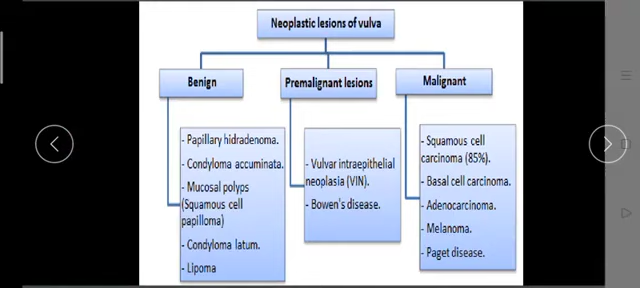 Neoplastic lesions of vulva
Benign
Premalignant lesions
Malignant
- Papillary hidradenoma.
- Condyloma accuminata.
- Mucosal polyps
(Squamous cell
papilloma)
- Condyloma latum.
- Lipoma
- Vulvar intraepithelial
neoplasia (VIN).
- Bowen's disease.
- Squamous cell
carcinoma (85%).
- Basal cell carcinoma.
- Adenocarcinoma.
- Melanoma.
- Paget disease.